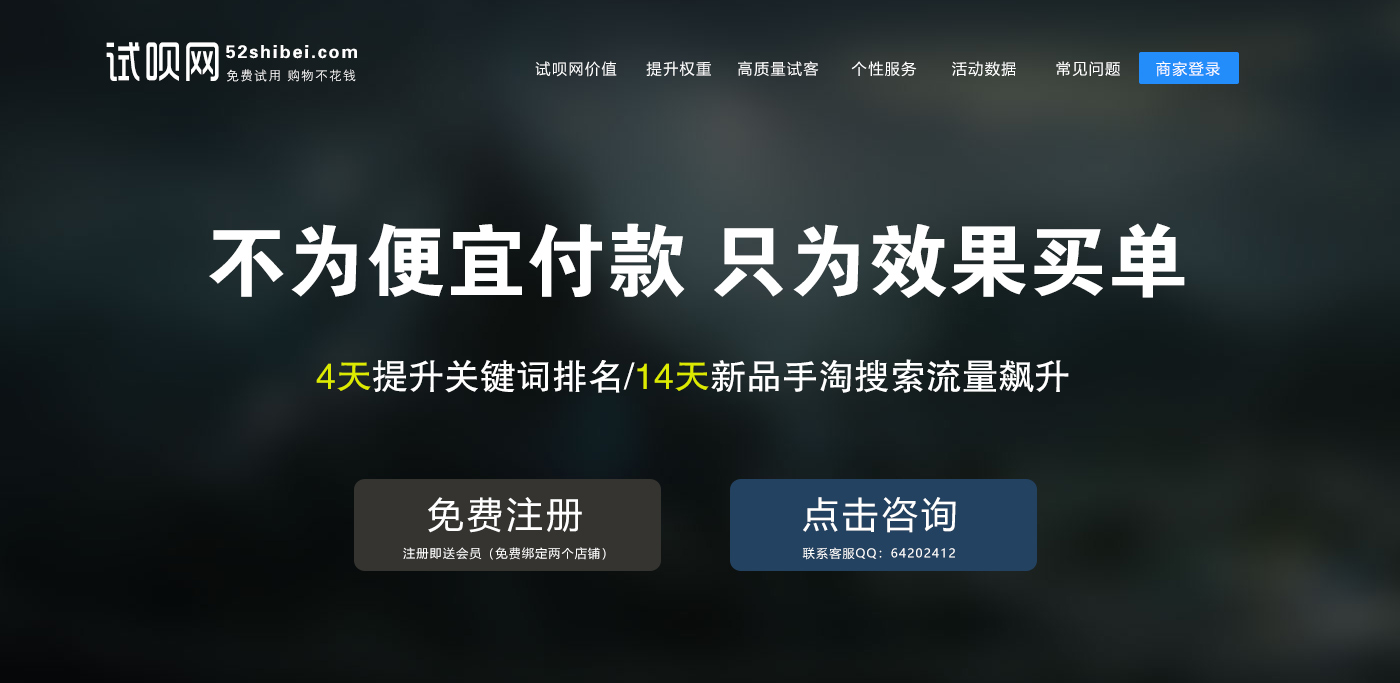 试呗网
52shibei.com
免费试用 购物不花钱
试呗网价值 提升权重 高质量试客 个性服务 活动数据 常见问题 商家登录
不为便宜付款 只为效果买单
4天提升关键词排名/14天新品手淘搜索流量飙升
免费注册
注册即送会员（免费绑定两个店铺）
点击咨询
联系客服QQ：64202412